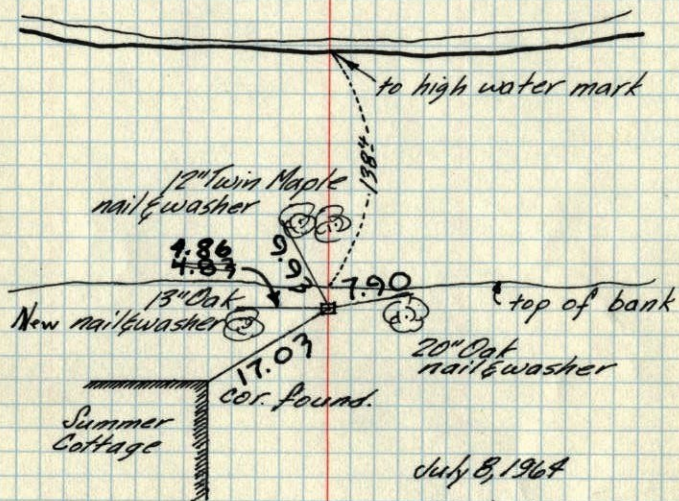 to high water mark
138±
12" Twin Maple
nail & washer
9.93
4.86
4.83
7.90
13" Oak
New nail & washer
top of bank
20" Oak
nail & washer
17.03
cor. found.
Summer
Cottage
July 8, 1964